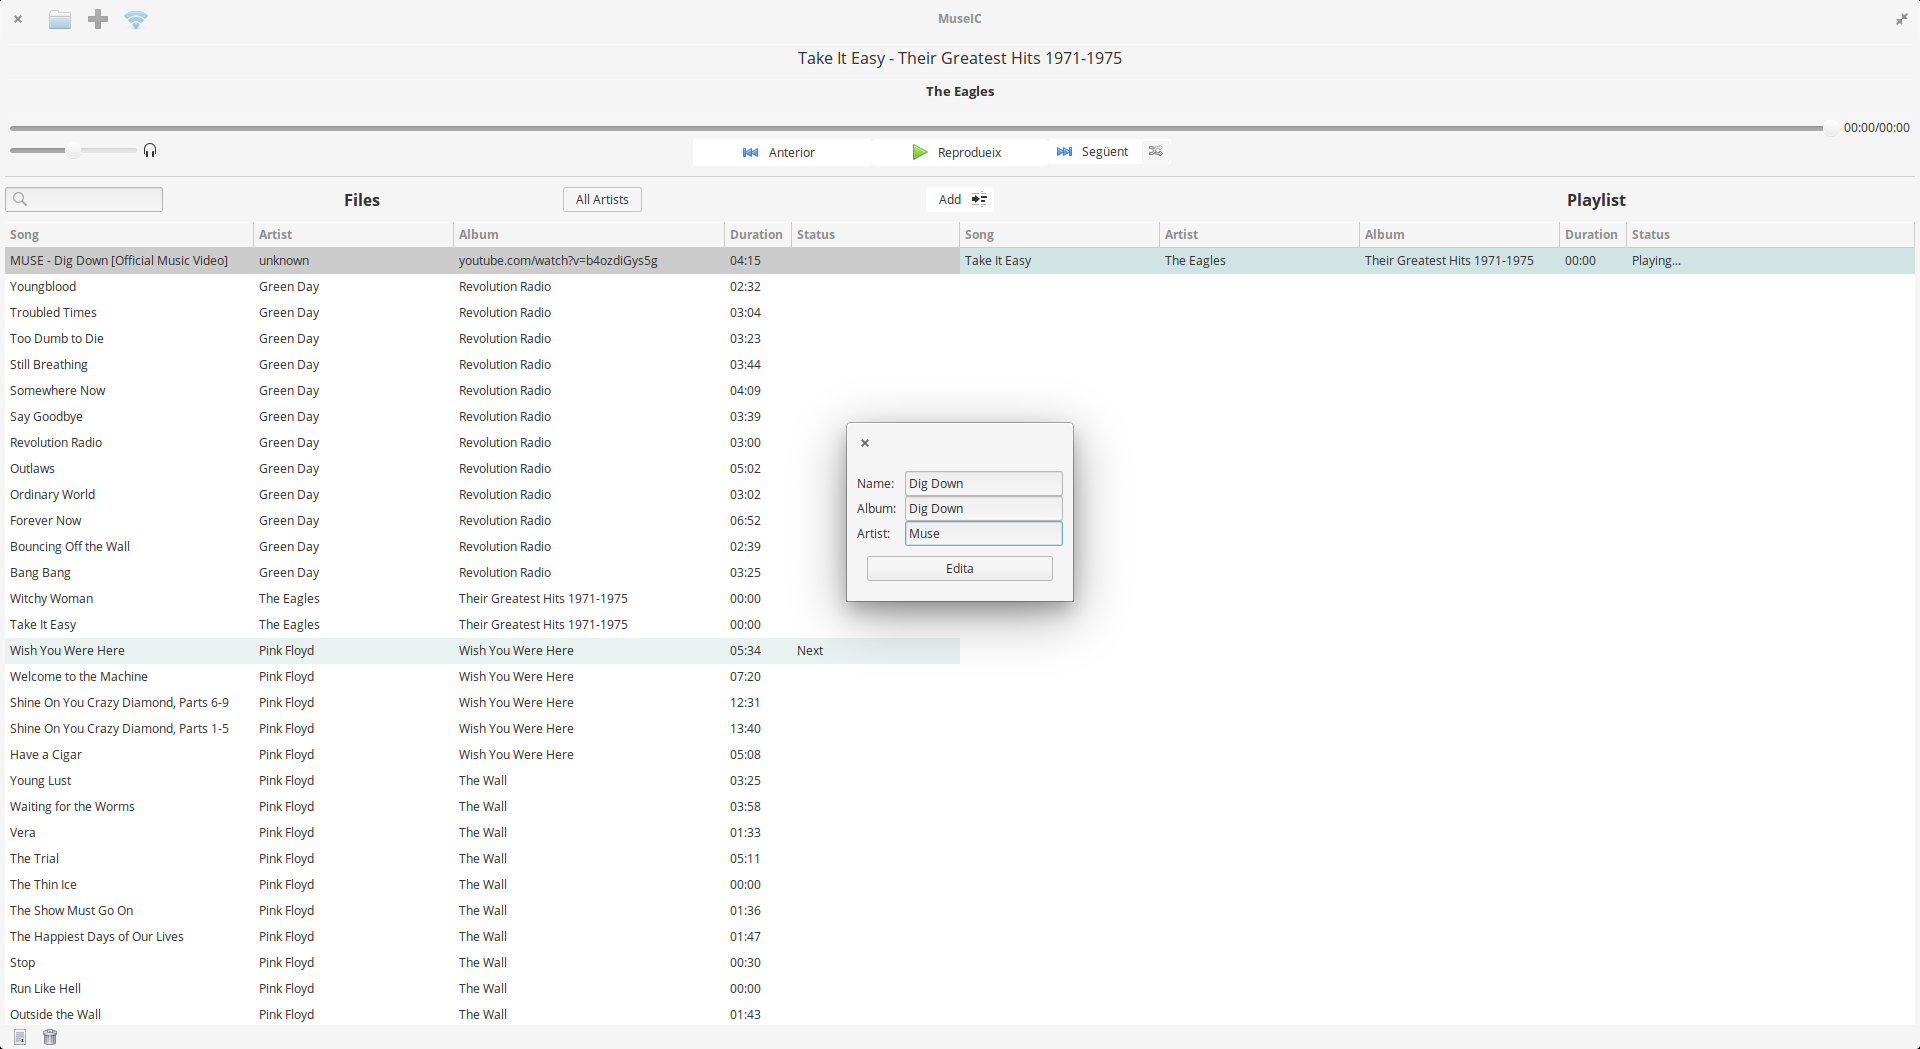 MuseIC
Take It Easy - Their Greatest Hits 1971-1975
The Eagles
00:00/00:00
Anterior Reprodueix Següent
Files All Artists Add Playlist
Song Artist Album Duration Status Song Artist Album Duration Status
MUSE - Dig Down [Official Music Video] unknown youtube.com/watch?v=b4ozdiGys5g 04:15 Take It Easy The Eagles Their Greatest Hits 1971-1975 00:00 Playing...
Youngblood Green Day Revolution Radio 02:32
Troubled Times Green Day Revolution Radio 03:04
Too Dumb to Die Green Day Revolution Radio 03:23
Still Breathing Green Day Revolution Radio 03:44
Somewhere Now Green Day Revolution Radio 04:09
Say Goodbye Green Day Revolution Radio 03:39
Revolution Radio Green Day Revolution Radio 03:00
Outlaws Green Day Revolution Radio 05:02
Ordinary World Green Day Revolution Radio 03:02
Forever Now Green Day Revolution Radio 06:52
Bouncing Off the Wall Green Day Revolution Radio 02:39
Bang Bang Green Day Revolution Radio 03:25
Witchy Woman The Eagles Their Greatest Hits 1971-1975 00:00
Take It Easy The Eagles Their Greatest Hits 1971-1975 00:00
Wish You Were Here Pink Floyd Wish You Were Here 05:34 Next
Welcome to the Machine Pink Floyd Wish You Were Here 07:20
Shine On You Crazy Diamond, Parts 6-9 Pink Floyd Wish You Were Here 12:31
Shine On You Crazy Diamond, Parts 1-5 Pink Floyd Wish You Were Here 13:40
Have a Cigar Pink Floyd Wish You Were Here 05:08
Young Lust Pink Floyd The Wall 03:25
Waiting for the Worms Pink Floyd The Wall 03:58
Vera Pink Floyd The Wall 01:33
The Trial Pink Floyd The Wall 05:11
The Thin Ice Pink Floyd The Wall 00:00
The Show Must Go On Pink Floyd The Wall 01:36
The Happiest Days of Our Lives Pink Floyd The Wall 01:47
Stop Pink Floyd The Wall 00:30
Run Like Hell Pink Floyd The Wall 00:00
Outside the Wall Pink Floyd The Wall 01:43
Name: Dig Down
Album: Dig Down
Artist: Muse
Edita